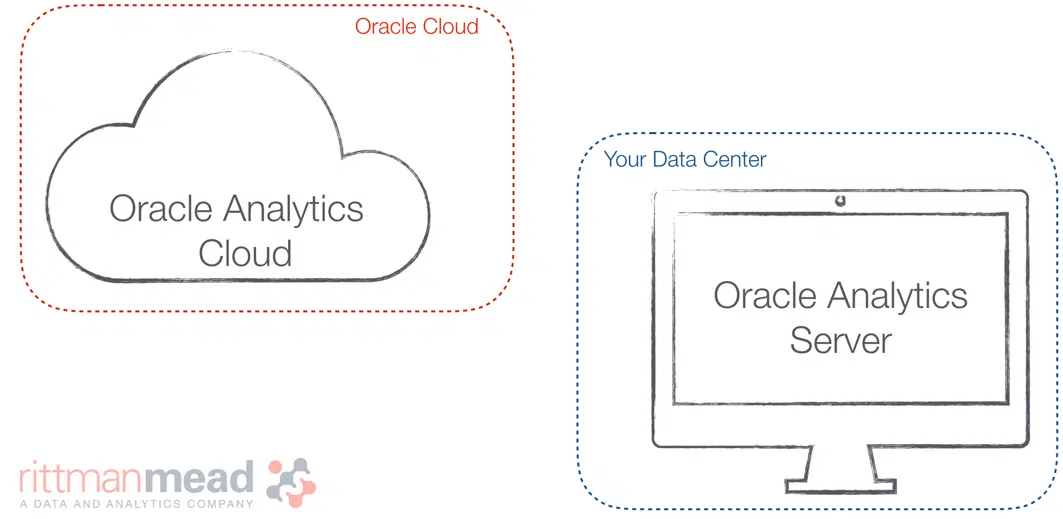 Oracle Cloud
Oracle Analytics
Cloud
Your Data Center
Oracle Analytics
Server
rittmanmead
A DATA AND ANALYTICS COMPANY